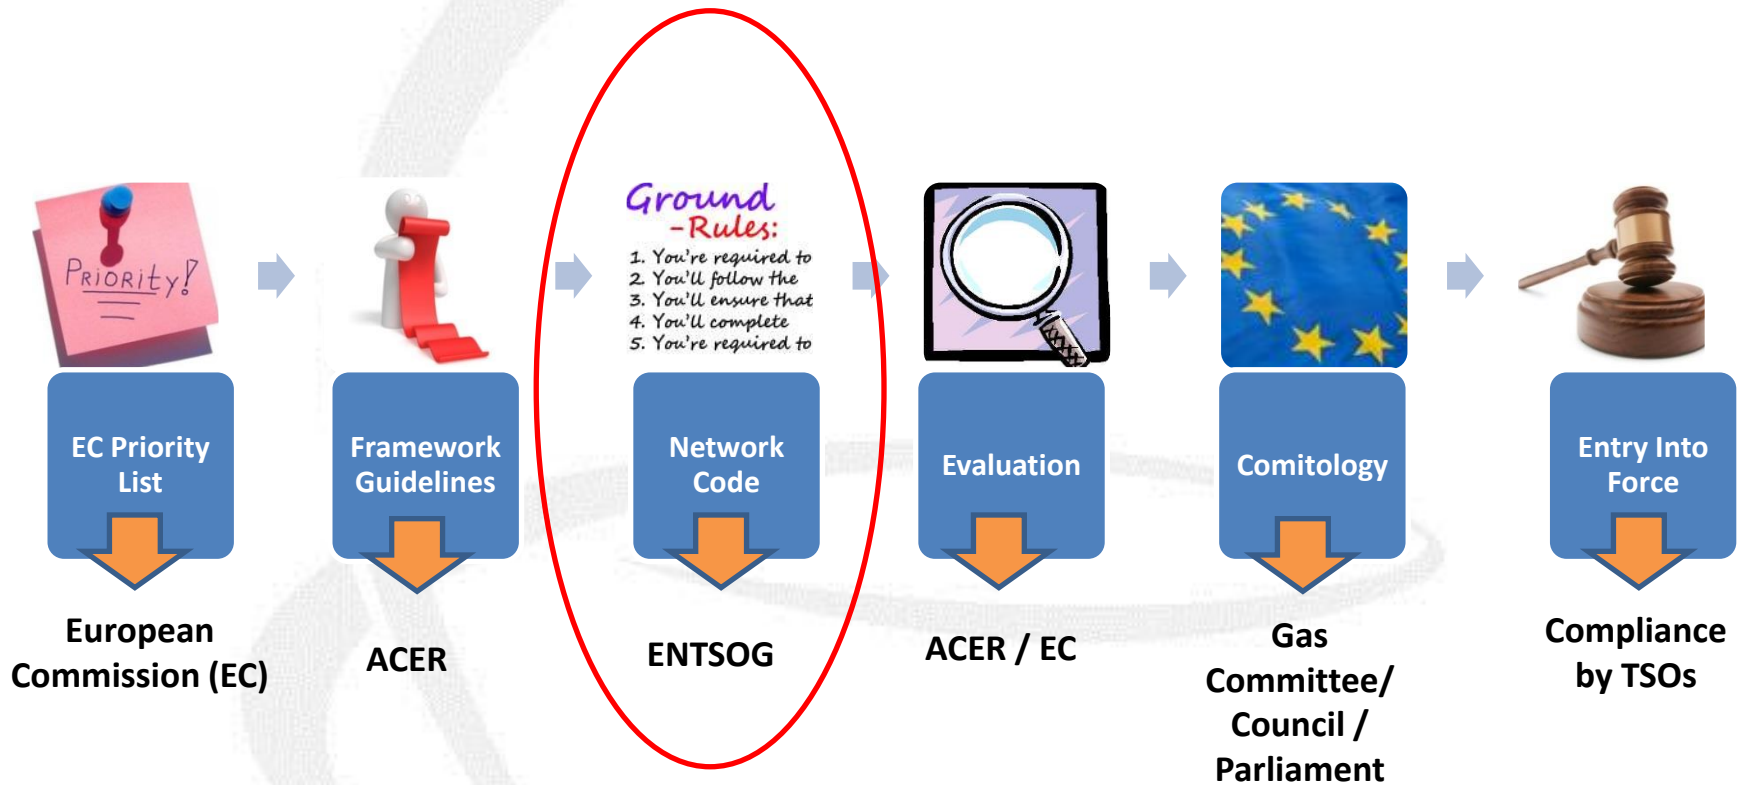 PRIORITY!
Ground
-Rules:
1. You're required to
2. You'll follow the
3. You'll ensure that
4. You'll complete
5. You're required to
EC Priority
List
Framework
Guidelines
Network
Code
Evaluation
Comitology
Entry Into
Force
European
Commission (EC)
ACER
ENTSOG
ACER / EC
Gas
Committee/
Council /
Parliament
Compliance
by TSOs